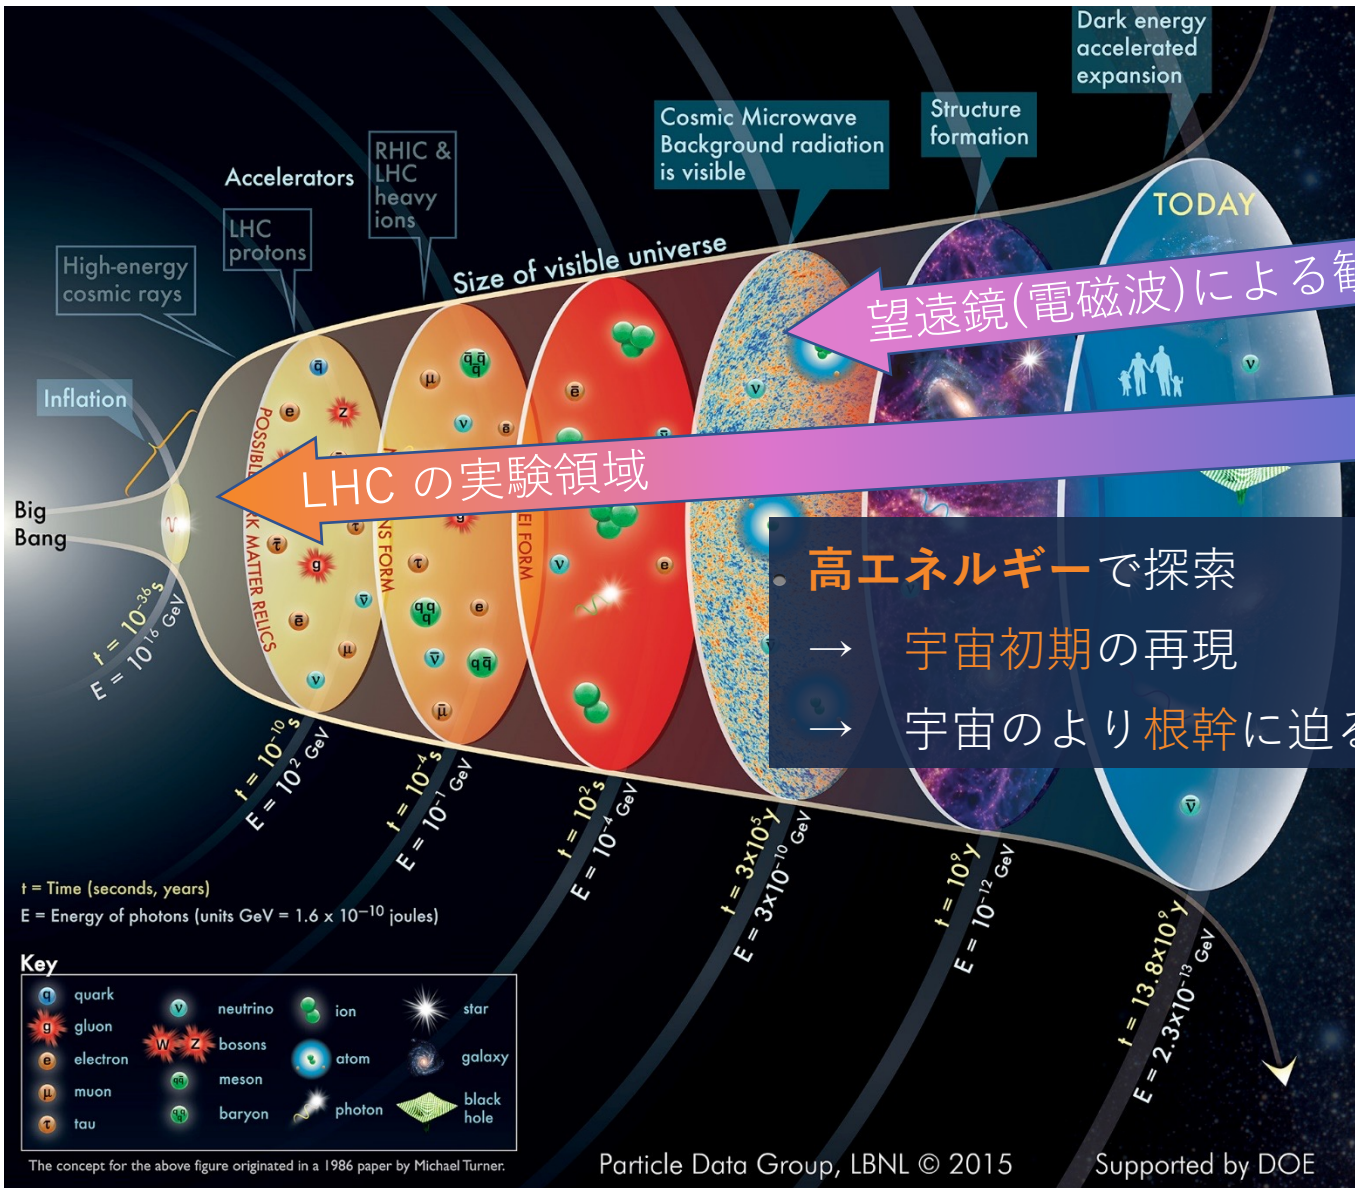 Dark energy
accelerated
expansion
Structure
formation
Cosmic Microwave
Background radiation
is visible
RHIC &
LHC
heavy
ions
Accelerators
LHC
protons
High-energy
cosmic rays
Size of visible universe
TODAY
望遠鏡(電磁波)による
Inflation
LHC の実験領域
Big
Bang
POSSIBLE
MATTER RELICS
FORM
FORM
高エネルギーで探索
→ 宇宙初期の再現
→ 宇宙のより根幹に迫る
t = 10⁻³⁶s
E = 10¹⁶ GeV
t = 10⁻¹⁰s
E = 10² GeV
t = 10⁻⁴s
E = 10⁻¹ GeV
t = 10²s
E = 10⁻⁴ GeV
t = 3x10⁵y
E = 3x10⁻¹⁰ GeV
t = 10⁹y
E = 10⁻¹² GeV
t = 13.8x10⁹y
E = 2.3x10⁻¹³ GeV
t = Time (seconds, years)
E = Energy of photons (units GeV = 1.6 x 10⁻¹⁰ joules)
Key
q quark
g gluon
e electron
μ muon
τ tau
ν neutrino
W Z bosons
qq̄ meson
qqq baryon
ion
atom
photon
star
galaxy
black
hole
The concept for the above figure originated in a 1986 paper by Michael Turner.
Particle Data Group, LBNL © 2015
Supported by DOE